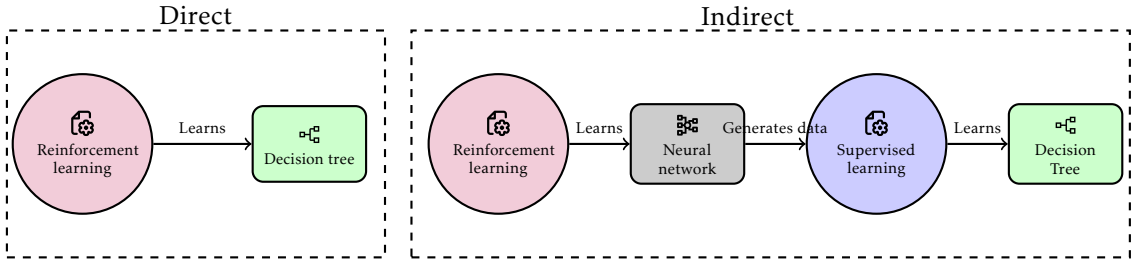 Direct
Reinforcement
learning
Learns
Decision tree
Indirect
Reinforcement
learning
Learns
Neural
network
Generates data
Supervised
learning
Learns
Decision
Tree